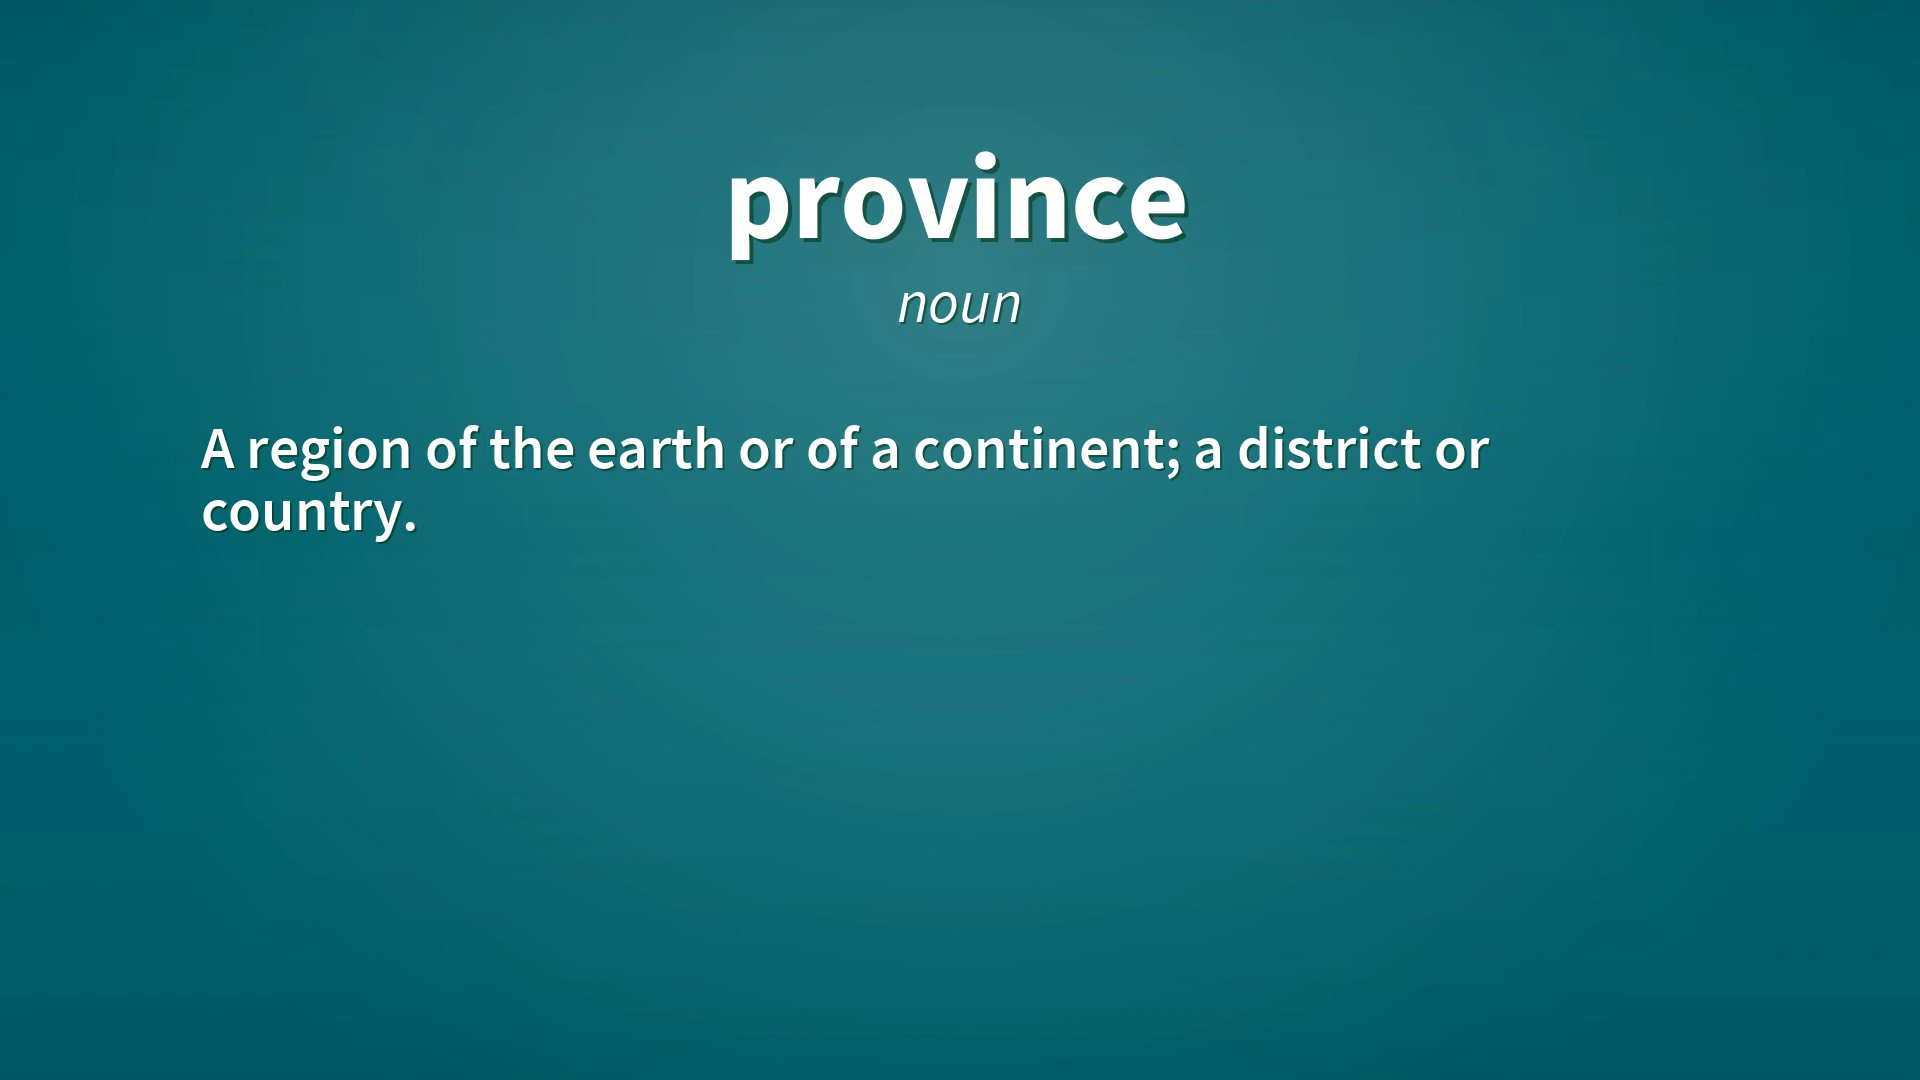 province
noun
A region of the earth or of a continent; a district or
country.